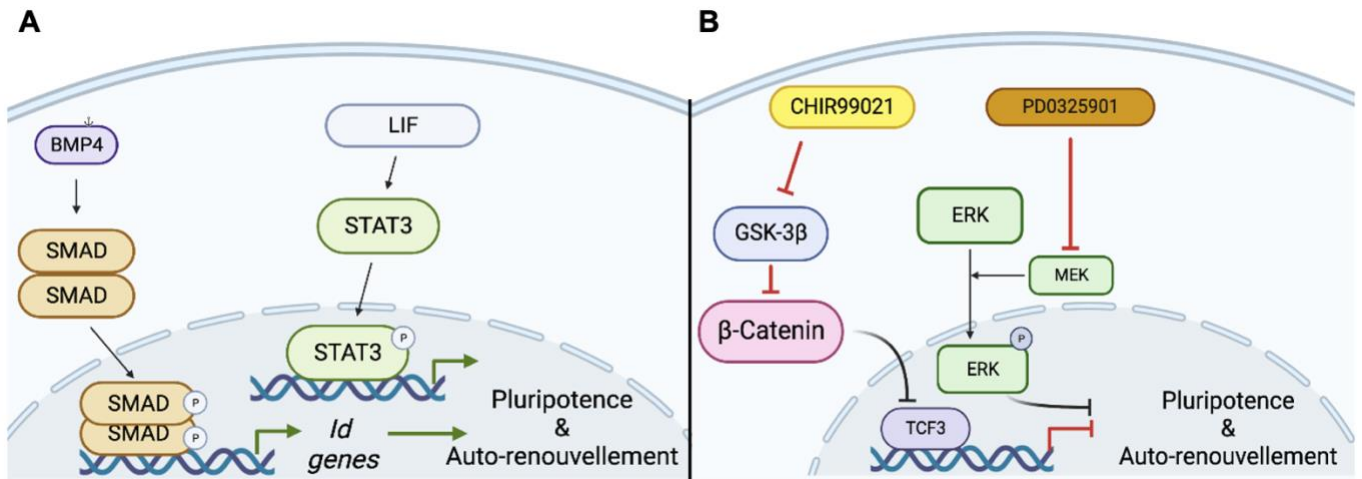 A
BMP4
SMAD
SMAD
SMAD
P
SMAD
P
LIF
STAT3
STAT3
P
Id
genes
Pluripotence
&
Auto-renouvellement
B
CHIR99021
GSK-3β
β-Catenin
TCF3
PD0325901
ERK
MEK
P
ERK
Pluripotence
&
Auto-renouvellement